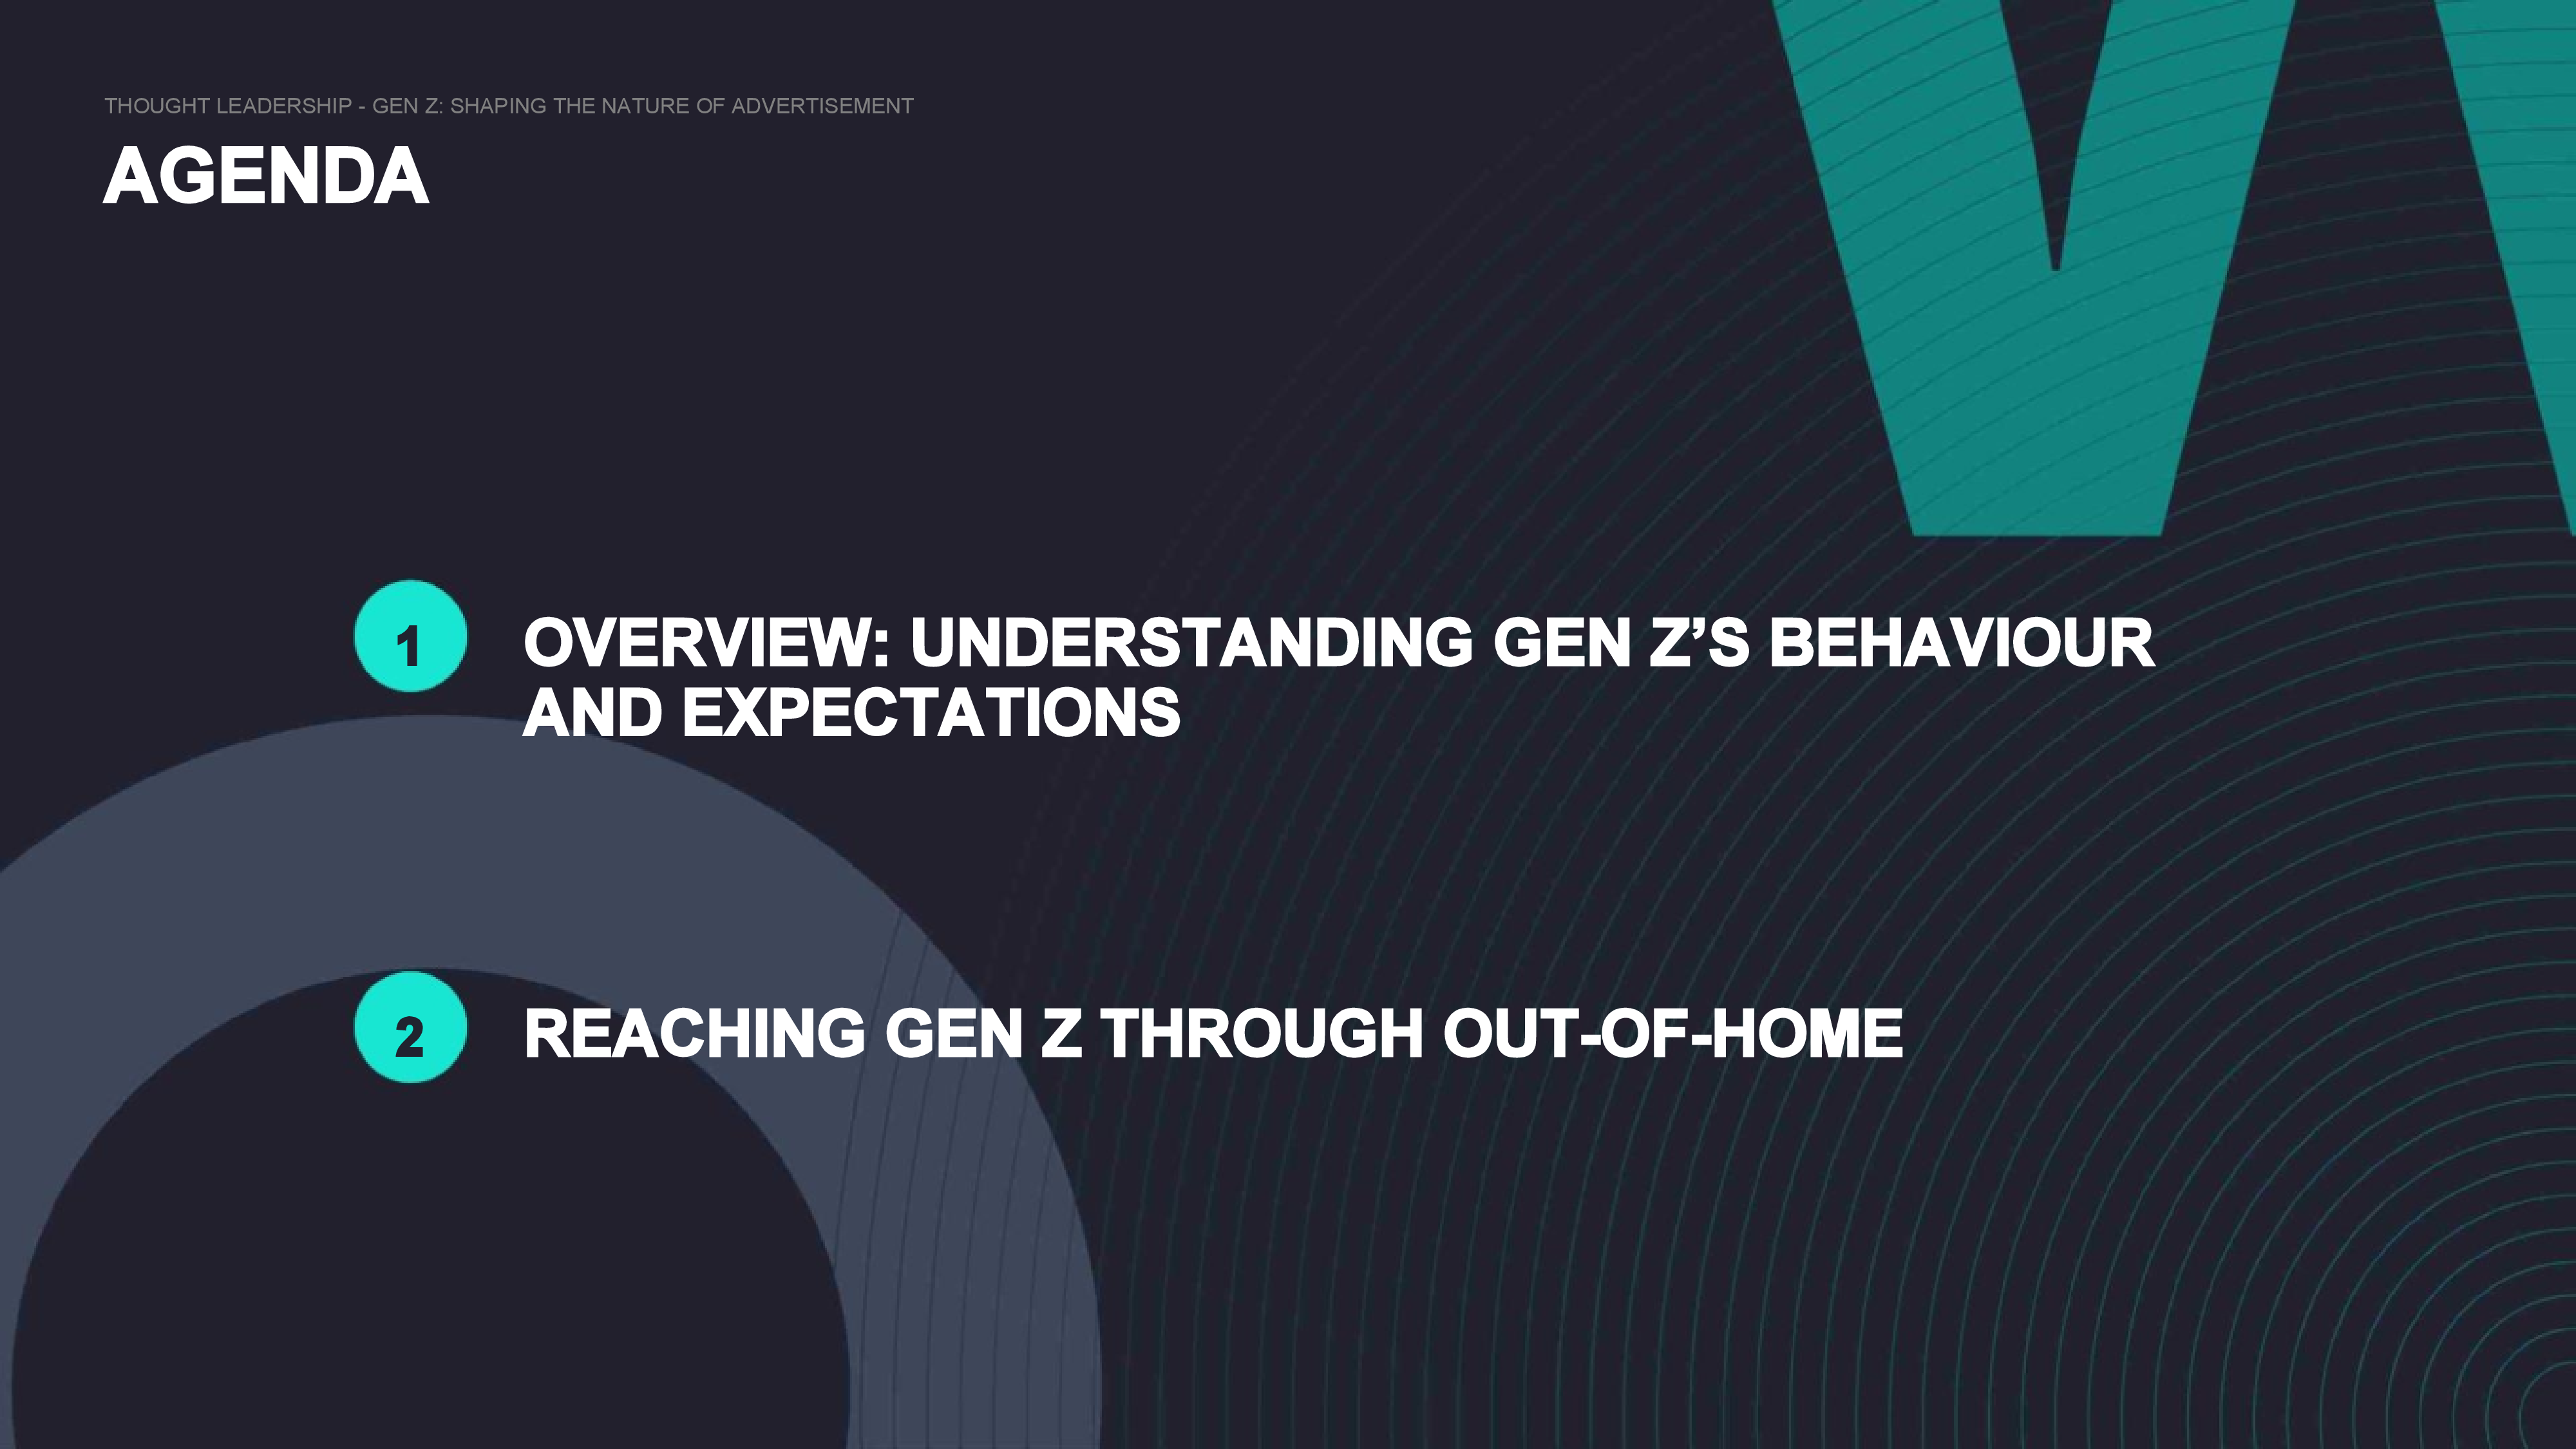 THOUGHT LEADERSHIP - GEN Z: SHAPING THE NATURE OF ADVERTISEMENT
AGENDA
1
OVERVIEW: UNDERSTANDING GEN Z’S BEHAVIOUR
AND EXPECTATIONS
2
REACHING GEN Z THROUGH OUT-OF-HOME